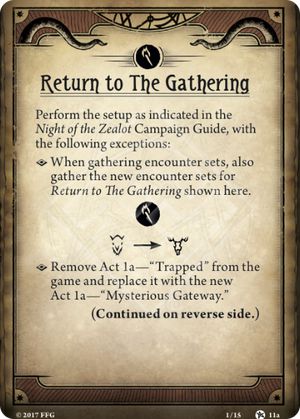 Return to The Gathering
Perform the setup as indicated in the
Night of the Zealot Campaign Guide, with
the following exceptions:
When gathering encounter sets, also
gather the new encounter sets for
Return to The Gathering shown here.
Remove Act 1a—“Trapped” from the
game and replace it with the new
Act 1a—“Mysterious Gateway.”
(Continued on reverse side.)
© 2017 FFG 1/15 11a